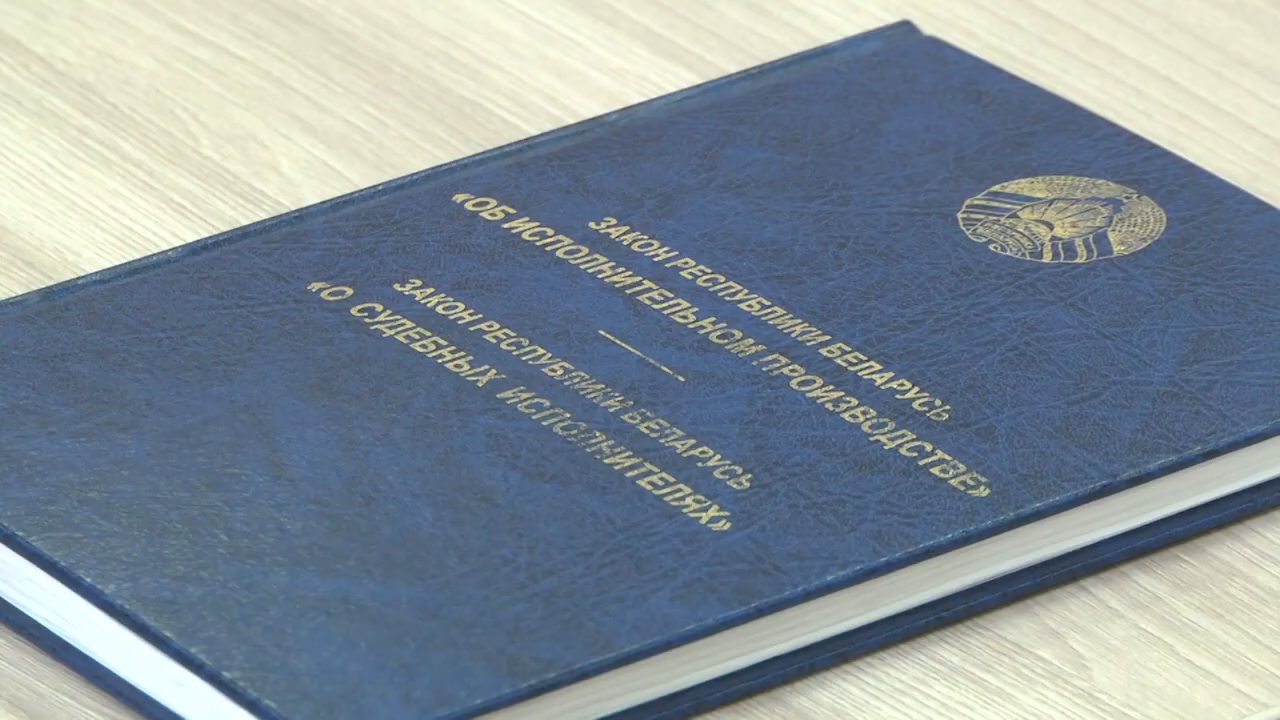 ЗАКОН РЕСПУБЛИКИ БЕЛАРУСЬ
«ОБ ИСПОЛНИТЕЛЬНОМ ПРОИЗВОДСТВЕ»
ЗАКОН РЕСПУБЛИКИ БЕЛАРУСЬ
«О СУДЕБНЫХ ИСПОЛНИТЕЛЯХ»